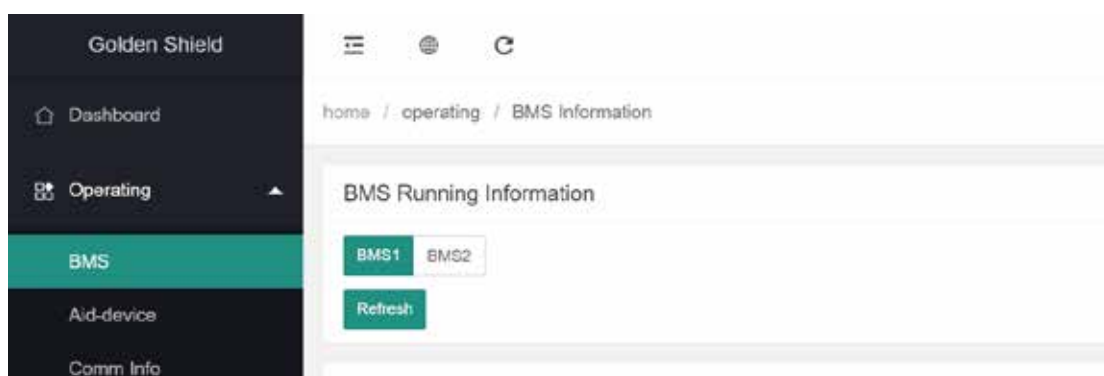 Golden Shield
Dashboard
home / operating / BMS Information
Operating
BMS Running Information
BMS
BMS1 BMS2
Aid-device
Refresh
Comm Info